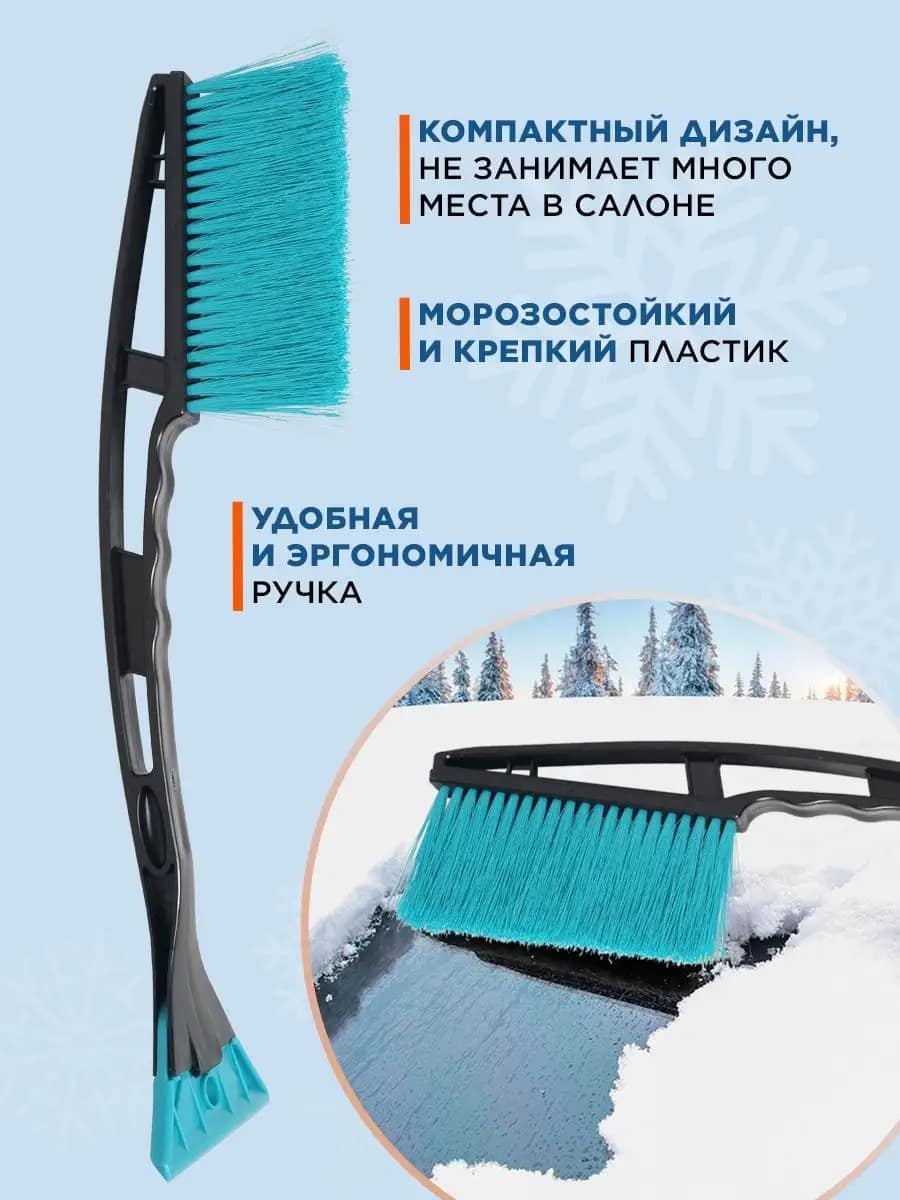 КОМПАКТНЫЙ ДИЗАЙН,
НЕ ЗАНИМАЕТ МНОГО
МЕСТА В САЛОНЕ
МОРОЗОСТОЙКИЙ
И КРЕПКИЙ ПЛАСТИК
УДОБНАЯ
И ЭРГОНОМИЧНАЯ
РУЧКА